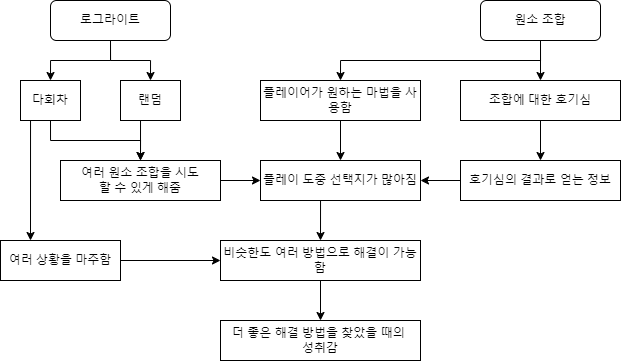 로그라이트
원소 조합
다회차
랜덤
플레이어가 원하는 마법을 사
용함
조합에 대한 호기심
여러 원소 조합을 시도
할 수 있게 해줌
플레이 도중 선택지가 많아짐
호기심의 결과로 얻는 정보
여러 상황을 마주함
비슷한도 여러 방법으로 해결이 가능
함
더 좋은 해결 방법을 찾았을 때의
성취감